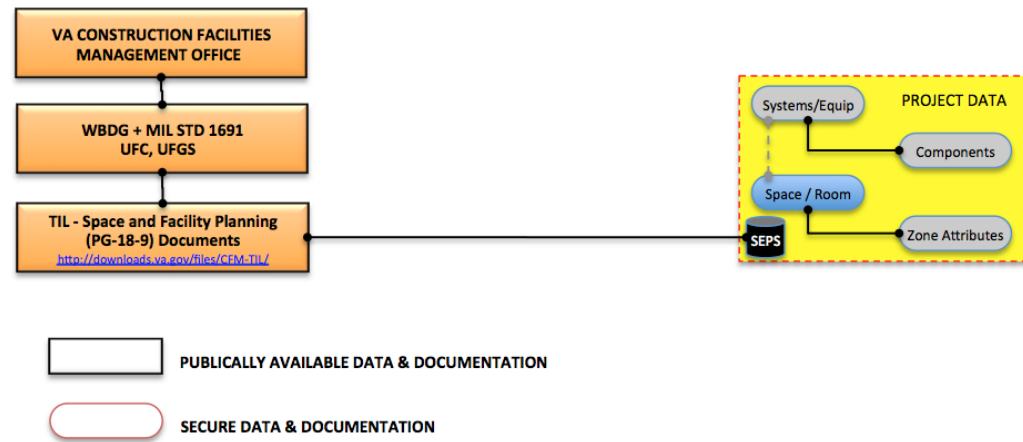 VA CONSTRUCTION FACILITIES
MANAGEMENT OFFICE
WBDG + MIL STD 1691
UFC, UFGS
TIL - Space and Facility Planning
(PG-18-9) Documents
http://downloads.va.gov/files/CFM-TIL/
PROJECT DATA
Systems/Equip
Components
Space / Room
Zone Attributes
SEPS
PUBLICALLY AVAILABLE DATA & DOCUMENTATION
SECURE DATA & DOCUMENTATION